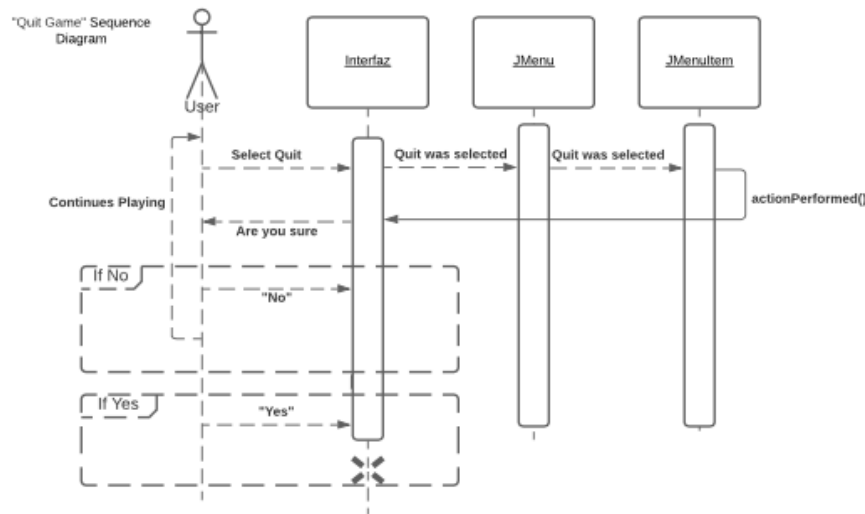 "Quit Game" Sequence
Diagram
User
Interfaz
JMenu
JMenuItem
Select Quit
Quit was selected
Quit was selected
Continues Playing
actionPerformed()
Are you sure
If No
"No"
If Yes
"Yes"